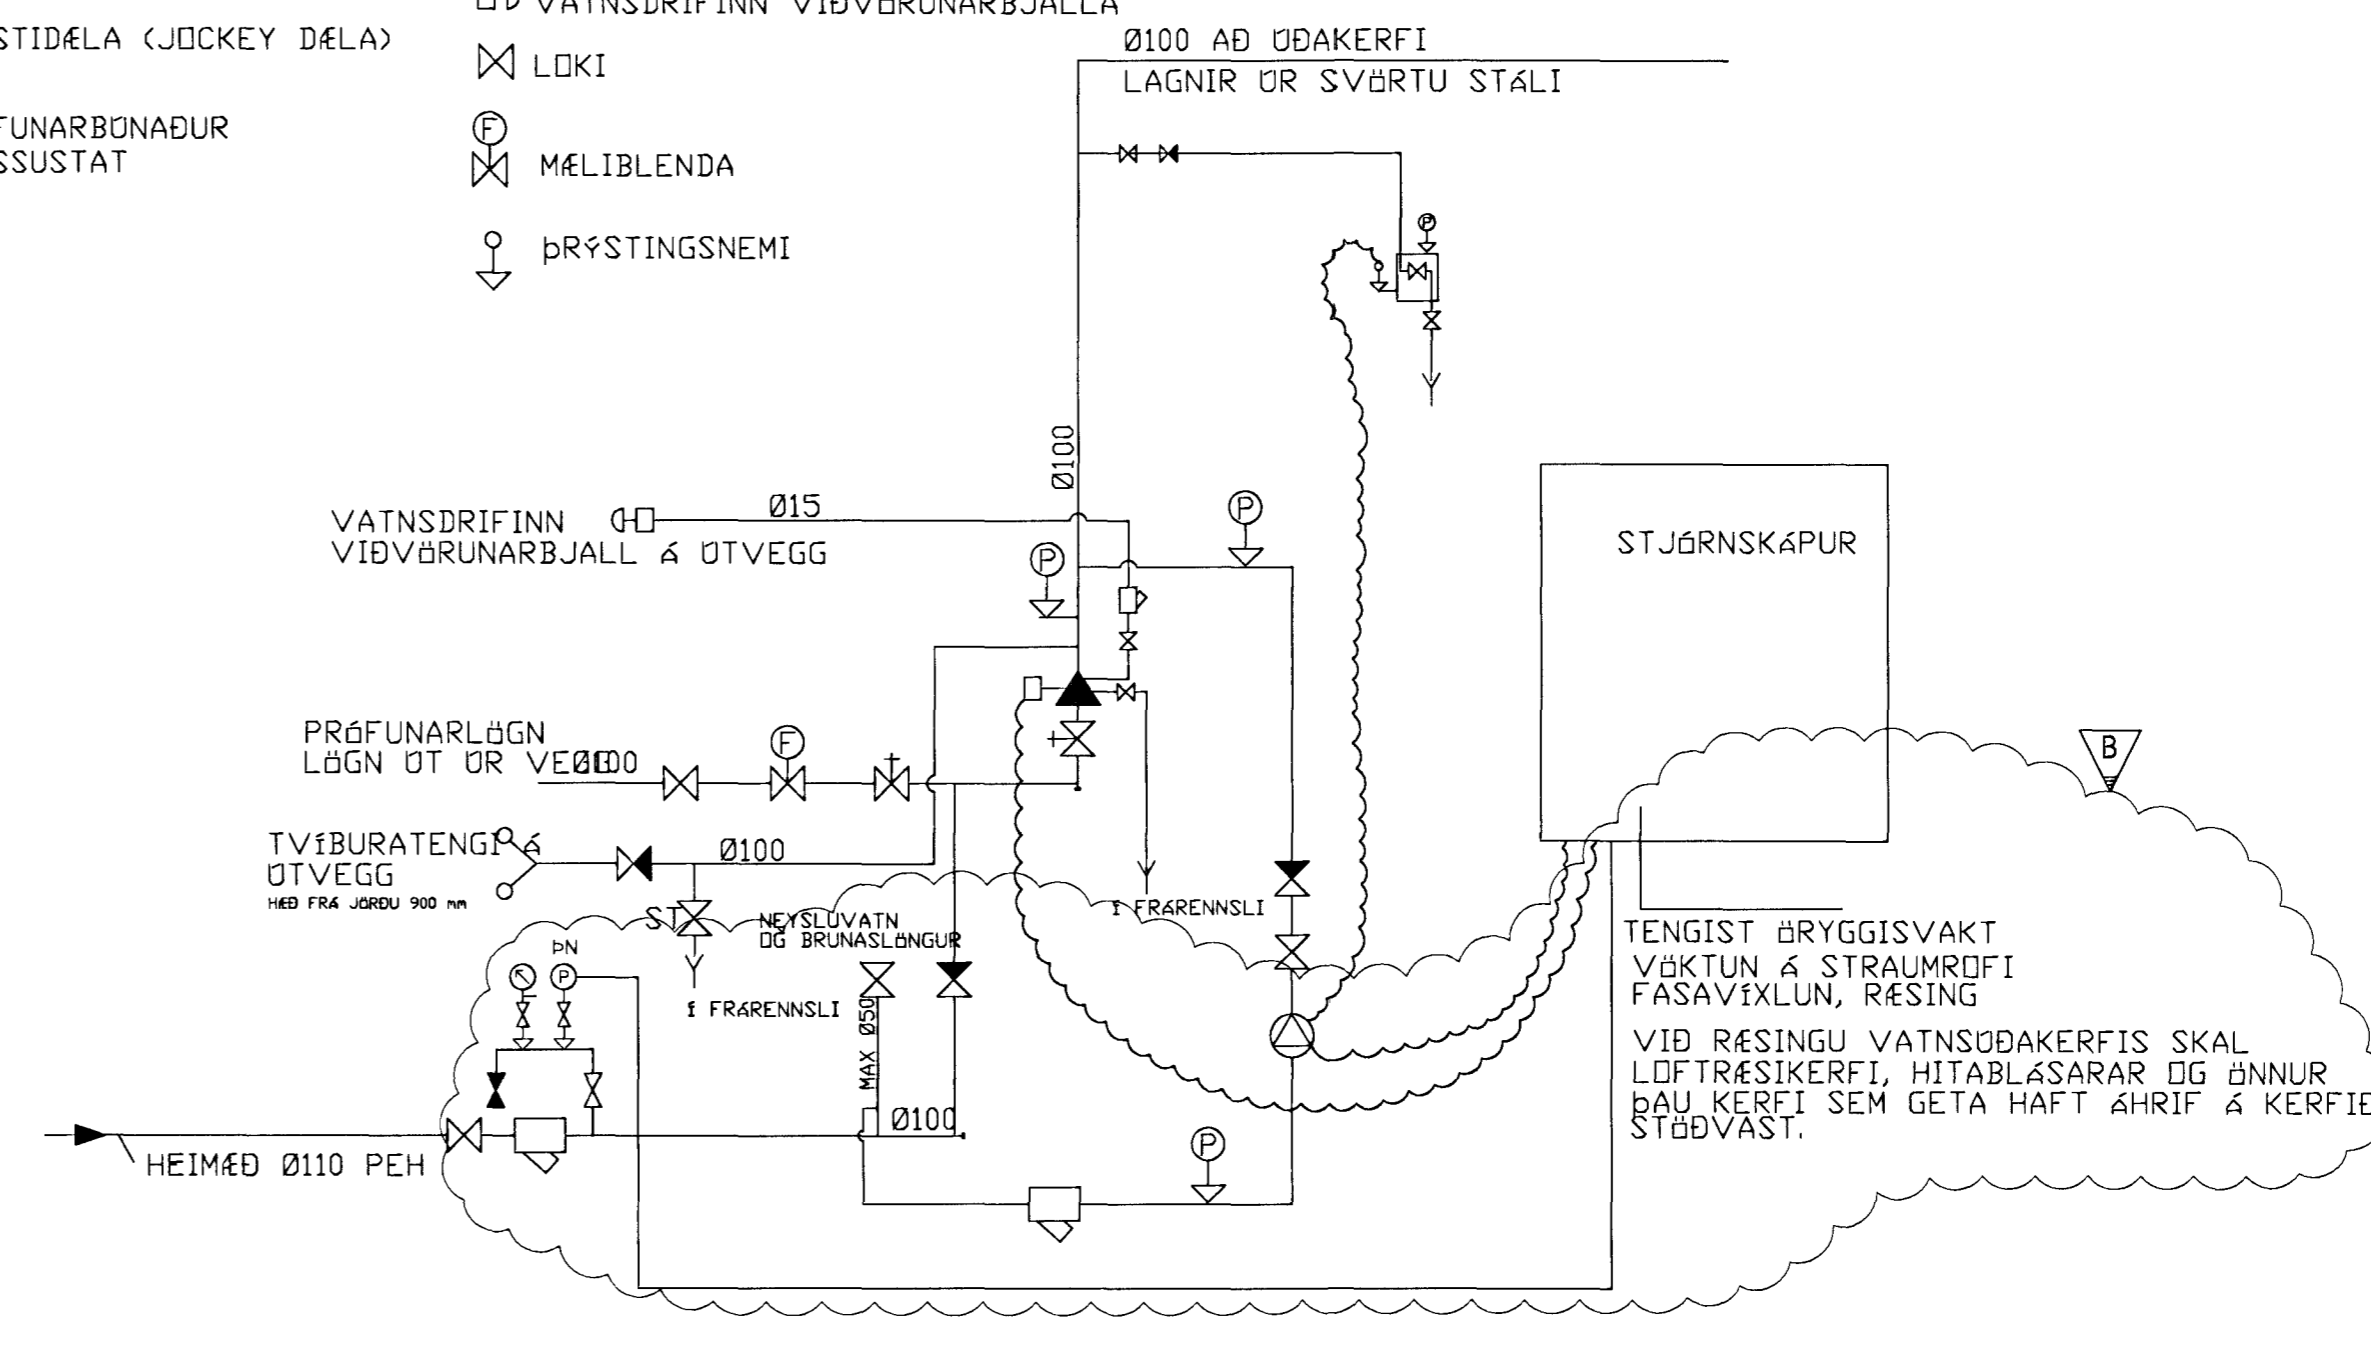 VATNSDRIFINN VIÐVÖRUNARBJALLA
STIDÆLA (JOCKEY DÆLA)
LOKI
FUNARBÚNAÐUR
SSUSTAT
F
MÆLIBLENDA
ÞRÝSTINGSNEMI
Ø100 AÐ ÚÐAKERFI
LAGNIR ÚR SVÖRTU STÁLI
P
Ø100
VATNSDRIFINN
VIÐVÖRUNARBJALL Á ÚTVEGG
Ø15
P
P
STJÓRNSKÁPUR
PRÓFUNARLÖGN
LÖGN ÚT ÚR VEGG
Ø100
F
TVÍBURATENGI Á
ÚTVEGG
HÆÐ FRÁ JÖRÐU 900 mm
Ø100
ST
Í FRÁRENNSLI
NEYSLUVATN
OG BRUNASLÖNGUR
MAX Ø50
Ø100
Í FRÁRENNSLI
ÞN
P
HEIMÆÐ Ø110 PEH
P
B
TENGIST ÖRYGGISVAKT
VÖKTUN Á STRAUMROFI
FASAVÍXLUN, RÆSING
VIÐ RÆSINGU VATNSÚÐAKERFIS SKAL
LOFTRÆSIKERFI, HITABLÁSARAR OG ÖNNUR
ÞAU KERFI SEM GETA HAFT ÁHRIF Á KERFIÐ
STÖÐVAST.